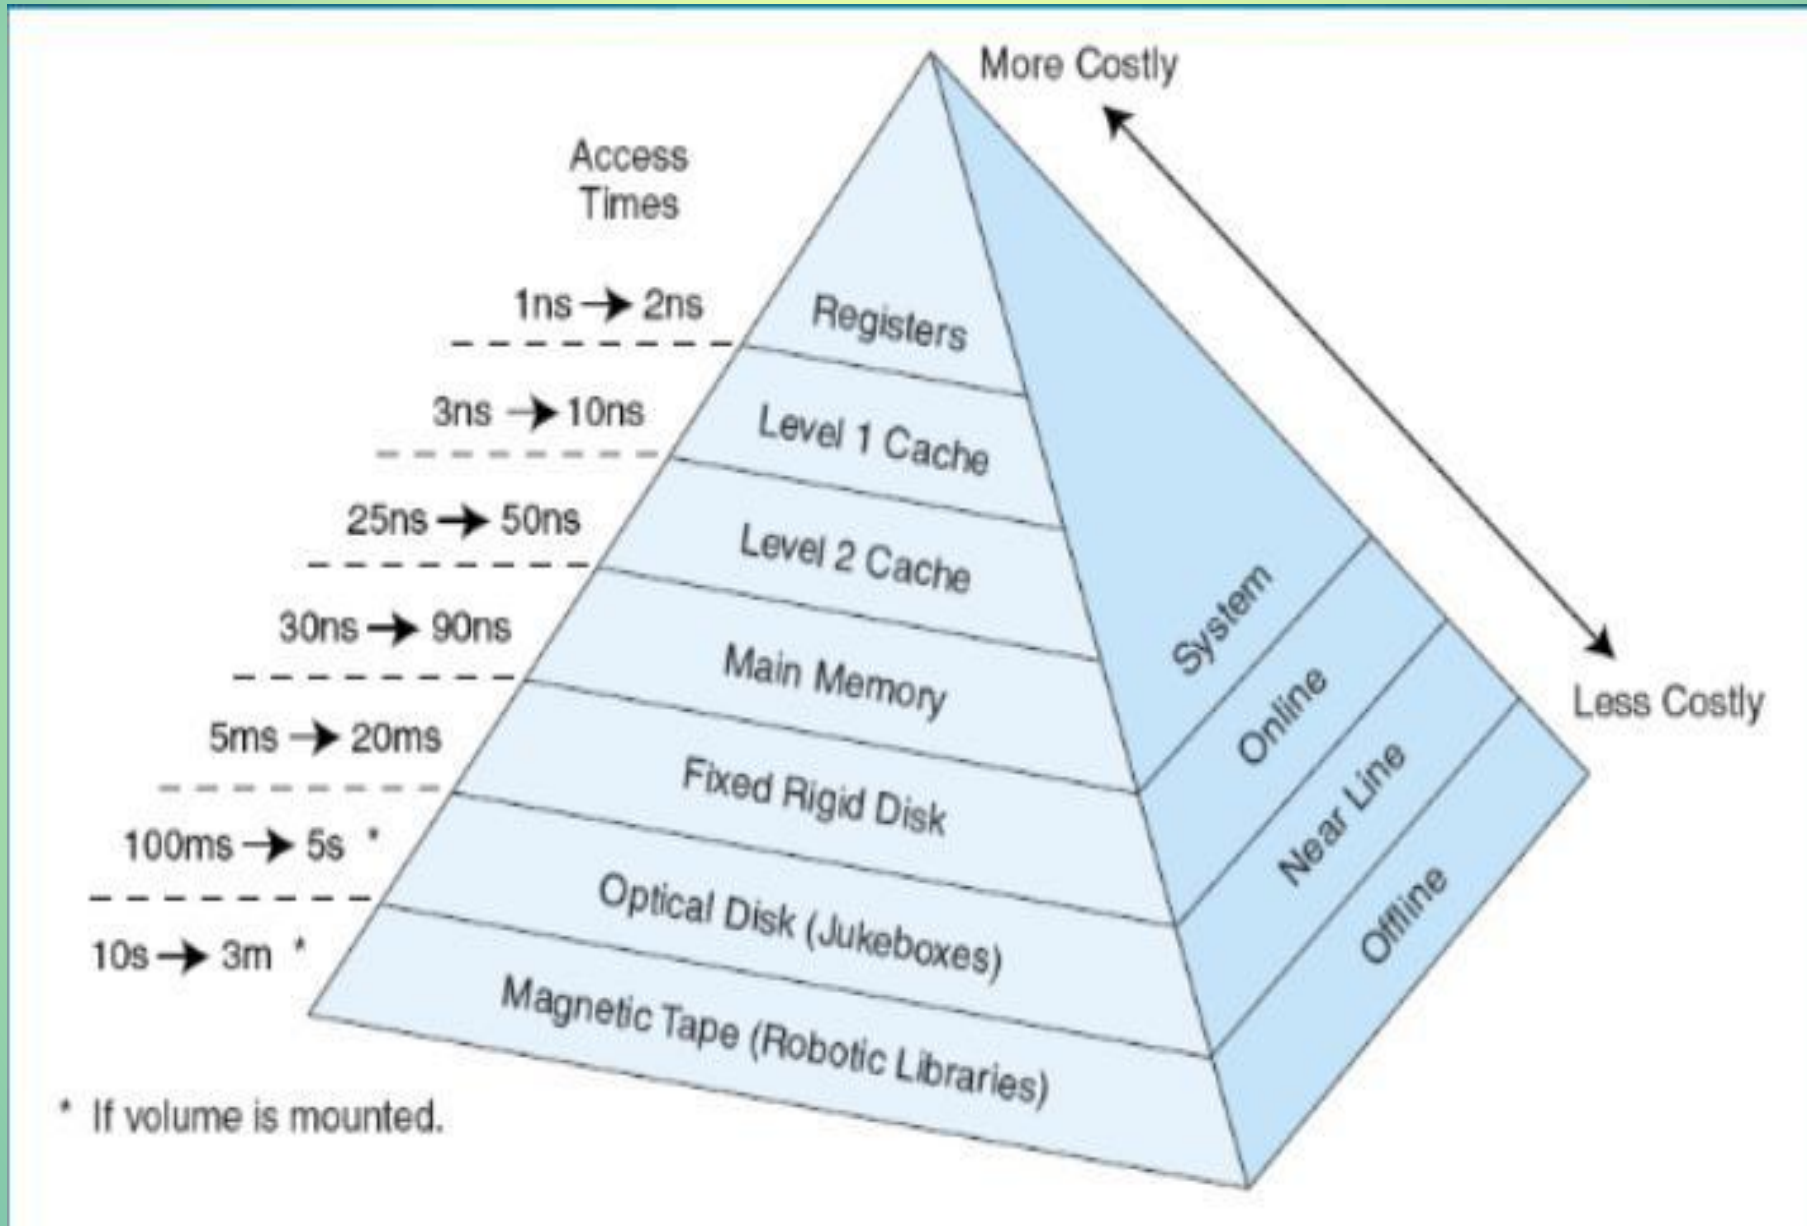 More Costly
Access
Times
1ns → 2ns
Registers
3ns → 10ns
Level 1 Cache
25ns → 50ns
Level 2 Cache
30ns → 90ns
Main Memory
5ms → 20ms
Fixed Rigid Disk
100ms → 5s *
Optical Disk (Jukeboxes)
10s → 3m *
Magnetic Tape (Robotic Libraries)
System
Online
Near Line
Offline
Less Costly
* If volume is mounted.